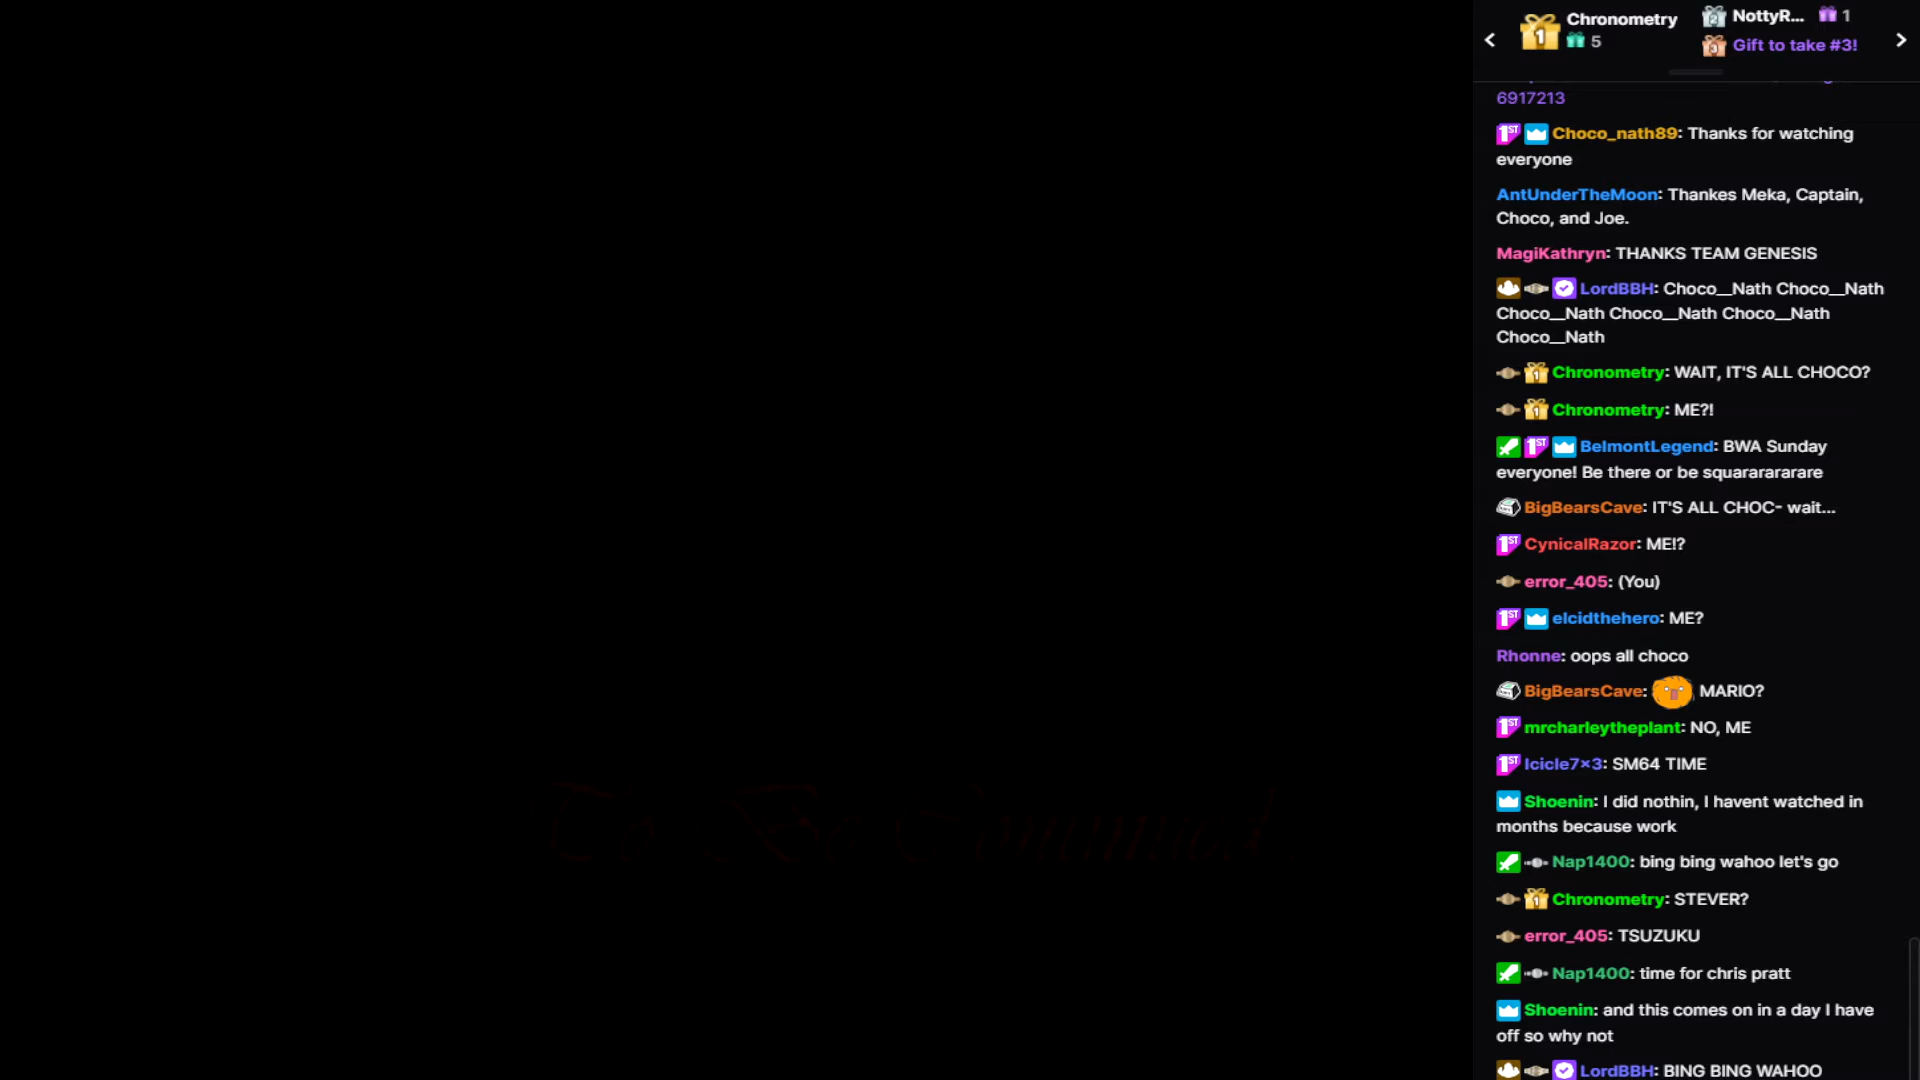 Chronometry
5
NottyR... 1
Gift to take #3!
6917213
Choco_nath89: Thanks for watching
everyone
AntUnderTheMoon: Thankes Meka, Captain,
Choco, and Joe.
MagiKathryn: THANKS TEAM GENESIS
LordBBH: Choco__Nath Choco__Nath
Choco__Nath Choco__Nath Choco__Nath
Choco__Nath
Chronometry: WAIT, IT'S ALL CHOCO?
Chronometry: ME?!
BelmontLegend: BWA Sunday
everyone! Be there or be squarararare
BigBearsCave: IT'S ALL CHOC- wait...
CynicalRazor: ME!?
error_405: (You)
elcidthehero: ME?
Rhonne: oops all choco
BigBearsCave: MARIO?
mrcharleytheplant: NO, ME
Icicle7x3: SM64 TIME
Shoenin: I did nothin, I havent watched in
months because work
Nap1400: bing bing wahoo let's go
Chronometry: STEVER?
error_405: TSUZUKU
Nap1400: time for chris pratt
Shoenin: and this comes on in a day I have
off so why not
LordBBH: BING BING WAHOO
To Be Continued